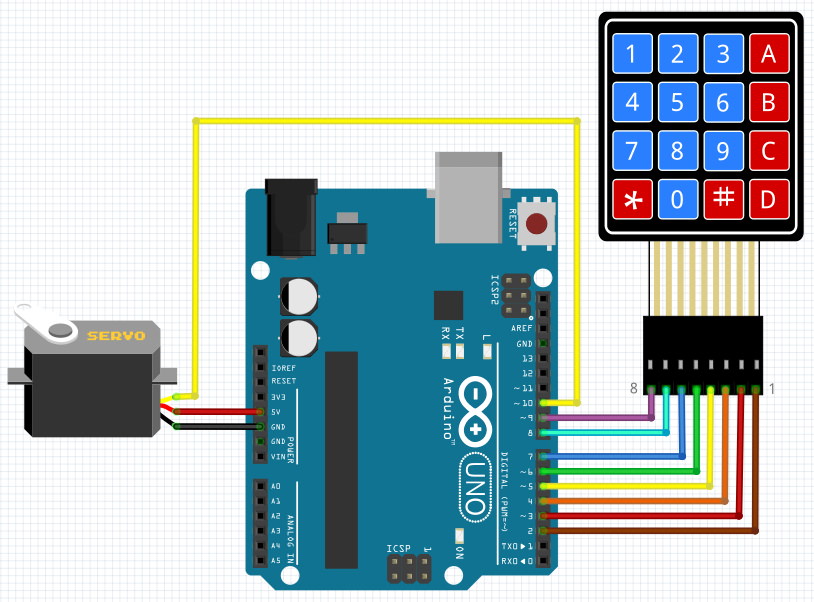 1 2 3 A
4 5 6 B
7 8 9 C
* 0 # D
8
1
SERVO
RESET
ICSP2
AREF
GND
13
12
~11
~10
~9
8
7
~6
~5
4
~3
2
TX0▶1
RX0◀0
RX
TX
L
Arduino™
UNO
DIGITAL (PWM=~)
ON
ICSP
1
IOREF
RESET
3V3
5V
GND
GND
VIN
POWER
A0
A1
A2
A3
A4
A5
ANALOG IN